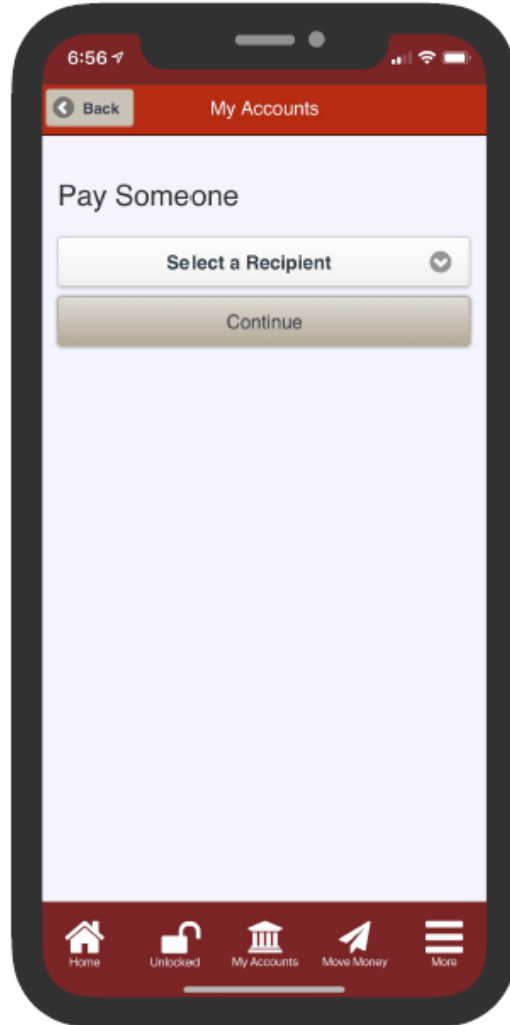 6:56
Back
My Accounts
Pay Someone
Select a Recipient
Continue
Home
Unlocked
My Accounts
Move Money
More